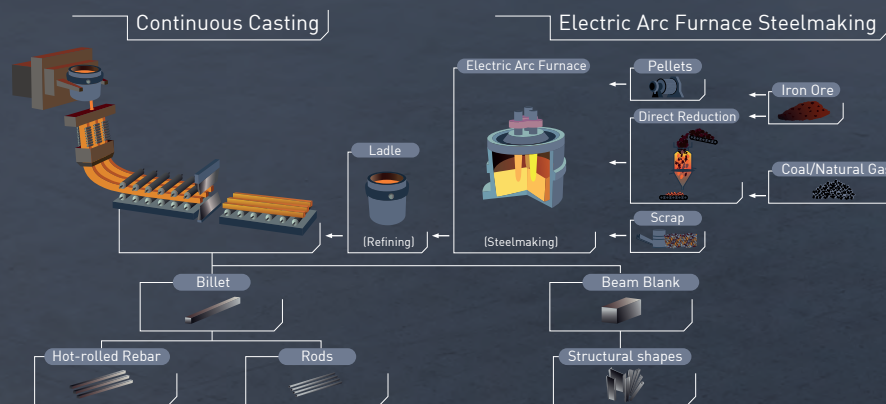 Continuous Casting
Electric Arc Furnace Steelmaking
Electric Arc Furnace
Pellets
Iron Ore
Direct Reduction
Ladle
Coal/Natural Gas
Scrap
(Refining)
(Steelmaking)
Billet
Beam Blank
Hot-rolled Rebar
Rods
Structural shapes